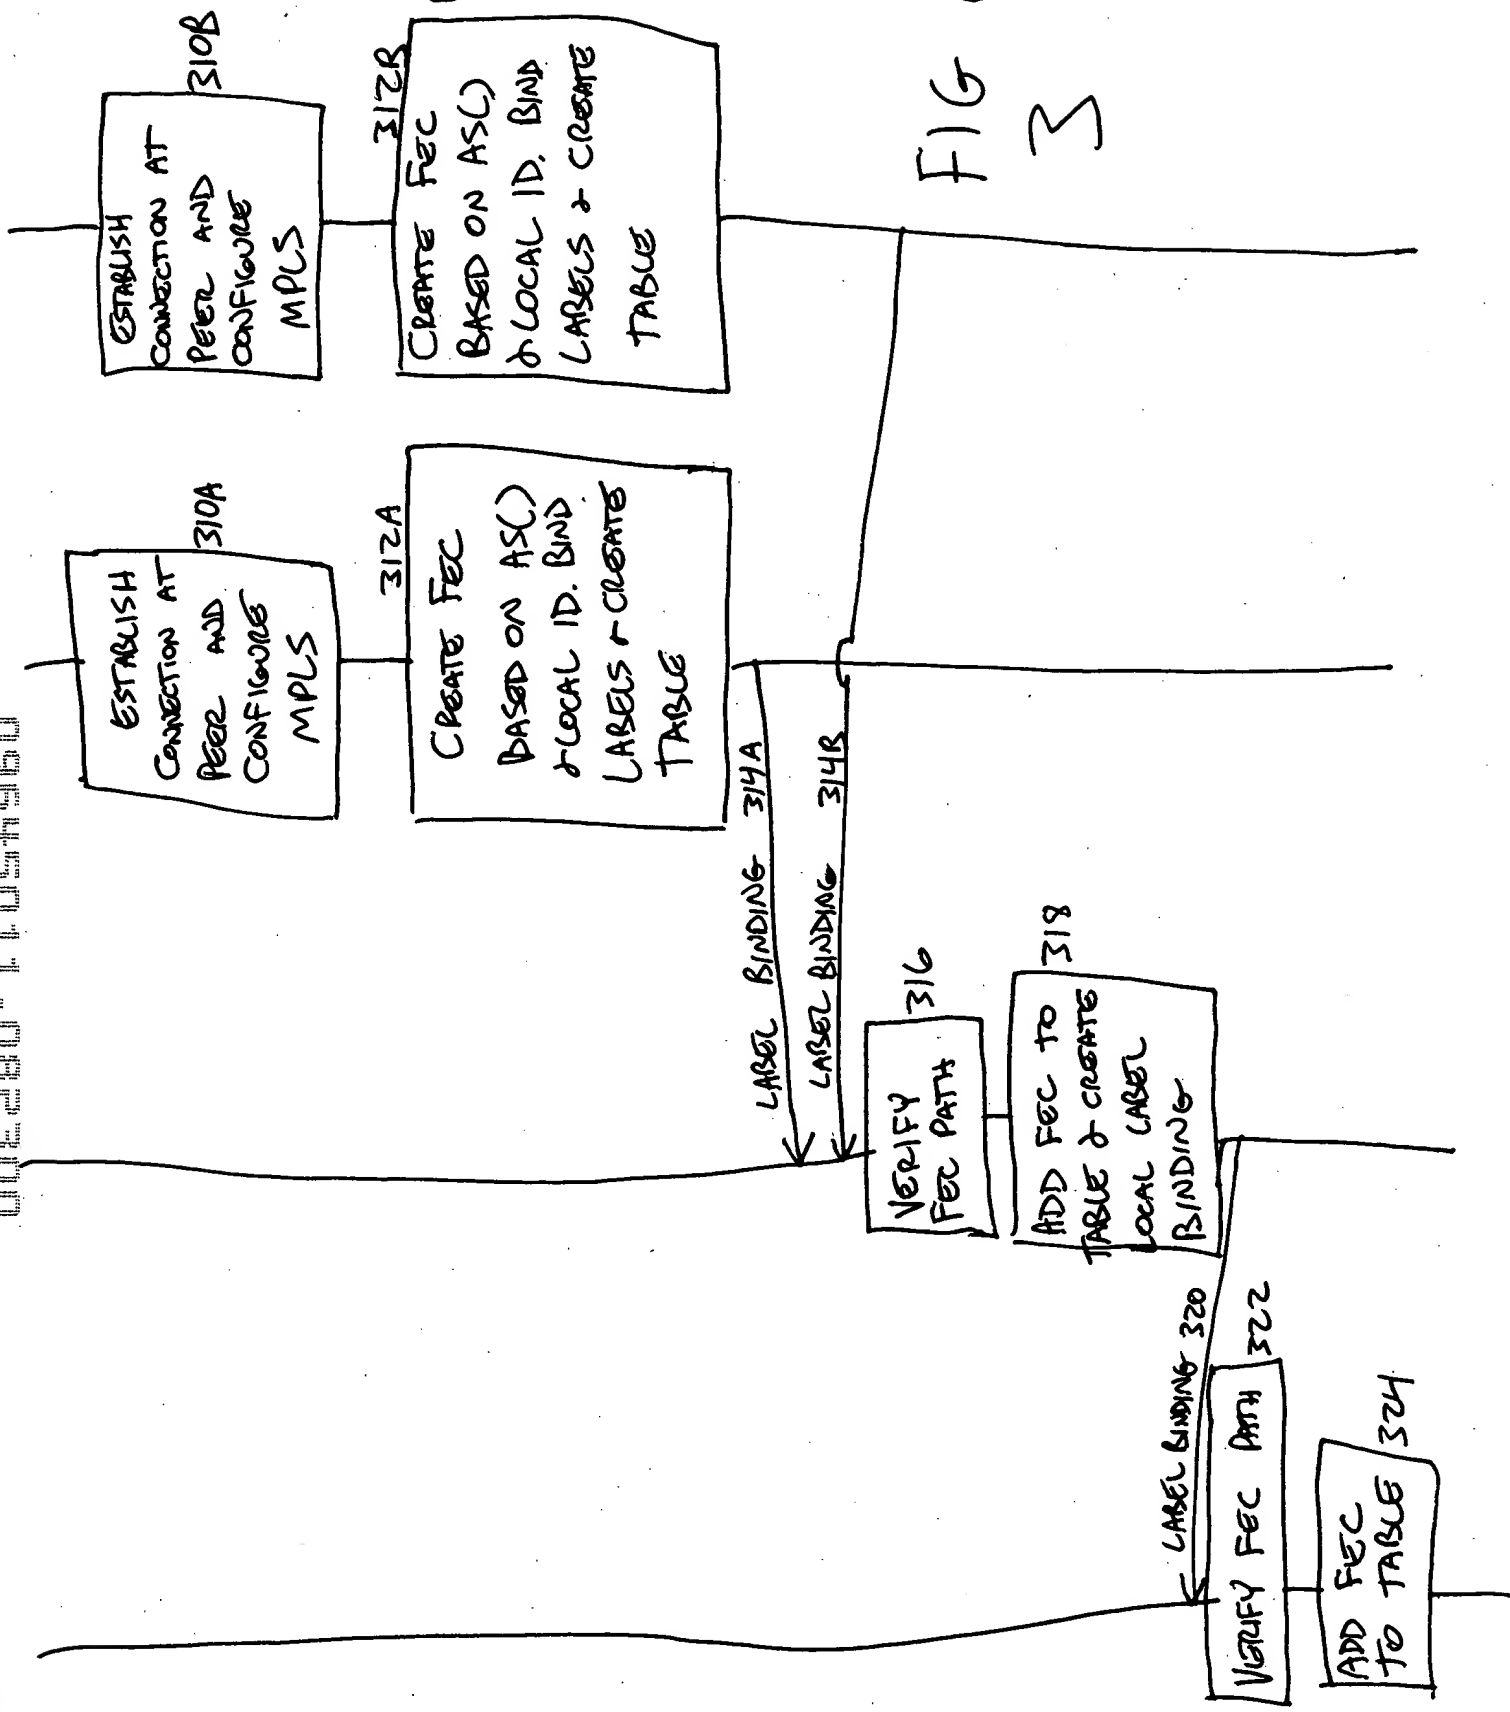 ESTABLISH
CONNECTION AT
PEER AND
CONFIGURE
MPLS
310A
ESTABLISH
CONNECTION AT
PEER AND
CONFIGURE
MPLS
310B
312A
CREATE FEC
BASED ON AS()
& LOCAL ID. BIND
LABELS & CREATE
TABLE
312B
CREATE FEC
BASED ON AS()
& LOCAL ID. BIND
LABELS & CREATE
TABLE
LABEL BINDING 314A
LABEL BINDING 314B
VERIFY
FEC PATH
316
ADD FEC TO
TABLE & CREATE
LOCAL LABEL
BINDING
318
LABEL BINDING 320
VERIFY FEC PATH
322
ADD FEC
TO TABLE
324
FIG
3